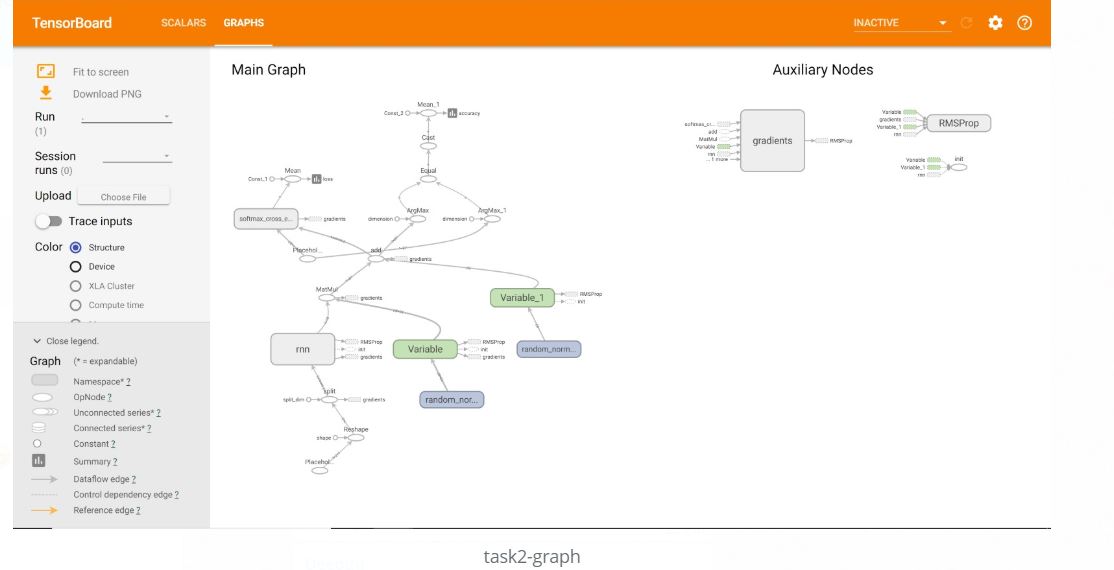 TensorBoard
SCALARS
GRAPHS
INACTIVE
Fit to screen
Download PNG
Run
(1)
Session
runs (0)
Upload
Choose File
Trace inputs
Color
Structure
Device
XLA Cluster
Compute time
Close legend.
Graph
(* = expandable)
Namespace* ?
OpNode ?
Unconnected series* ?
Connected series* ?
Constant ?
Summary ?
Dataflow edge ?
Control dependency edge ?
Reference edge ?
Main Graph
Mean_1
Const_2
accuracy
Cast
Mean
Const_1
loss
Equal
softmax_cross_e...
gradients
ArgMax
dimension
ArgMax_1
dimension
Placehol...
add
gradients
MatMul
gradients
Variable_1
RMSProp
init
rnn
RMSProp
init
gradients
Variable
RMSProp
init
gradients
random_norm...
split
split_dim
gradients
random_nor...
Reshape
shape
Placehol...
Auxiliary Nodes
softmax_cr...
add
MatMul
Variable
rnn
... 1 more
gradients
RMSProp
Variable
gradients
Variable_1
rnn
RMSProp
Variable
Variable_1
rnn
init
task2-graph